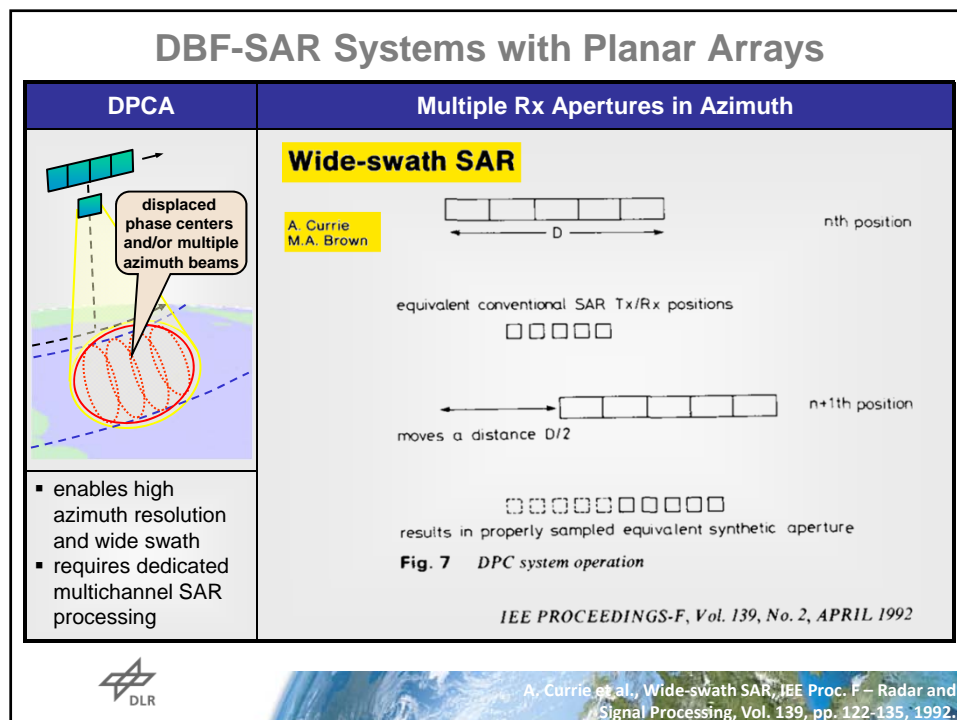 DBF-SAR Systems with Planar Arrays
DPCA
Multiple Rx Apertures in Azimuth
displaced
phase centers
and/or multiple
azimuth beams
▪ enables high
azimuth resolution
and wide swath
▪ requires dedicated
multichannel SAR
processing
Wide-swath SAR
A. Currie
M.A. Brown
D
nth position
equivalent conventional SAR Tx/Rx positions
n+1th position
moves a distance D/2
results in properly sampled equivalent synthetic aperture
Fig. 7 DPC system operation
IEE PROCEEDINGS-F, Vol. 139, No. 2, APRIL 1992
DLR
A. Currie et al., Wide-swath SAR, IEE Proc. F – Radar and
Signal Processing, Vol. 139, pp. 122-135, 1992.